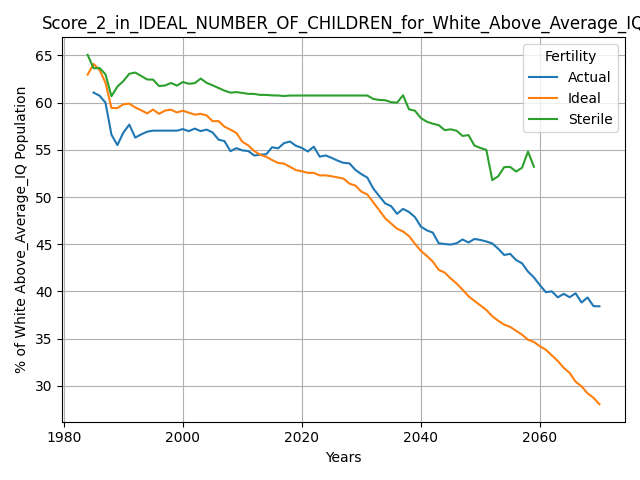 Score_2_in_IDEAL_NUMBER_OF_CHILDREN_for_White_Above_Average_IQ
% of White Above_Average_IQ Population
65
60
55
50
45
40
35
30
1980
2000
2020
2040
2060
Years
Fertility
Actual
Ideal
Sterile